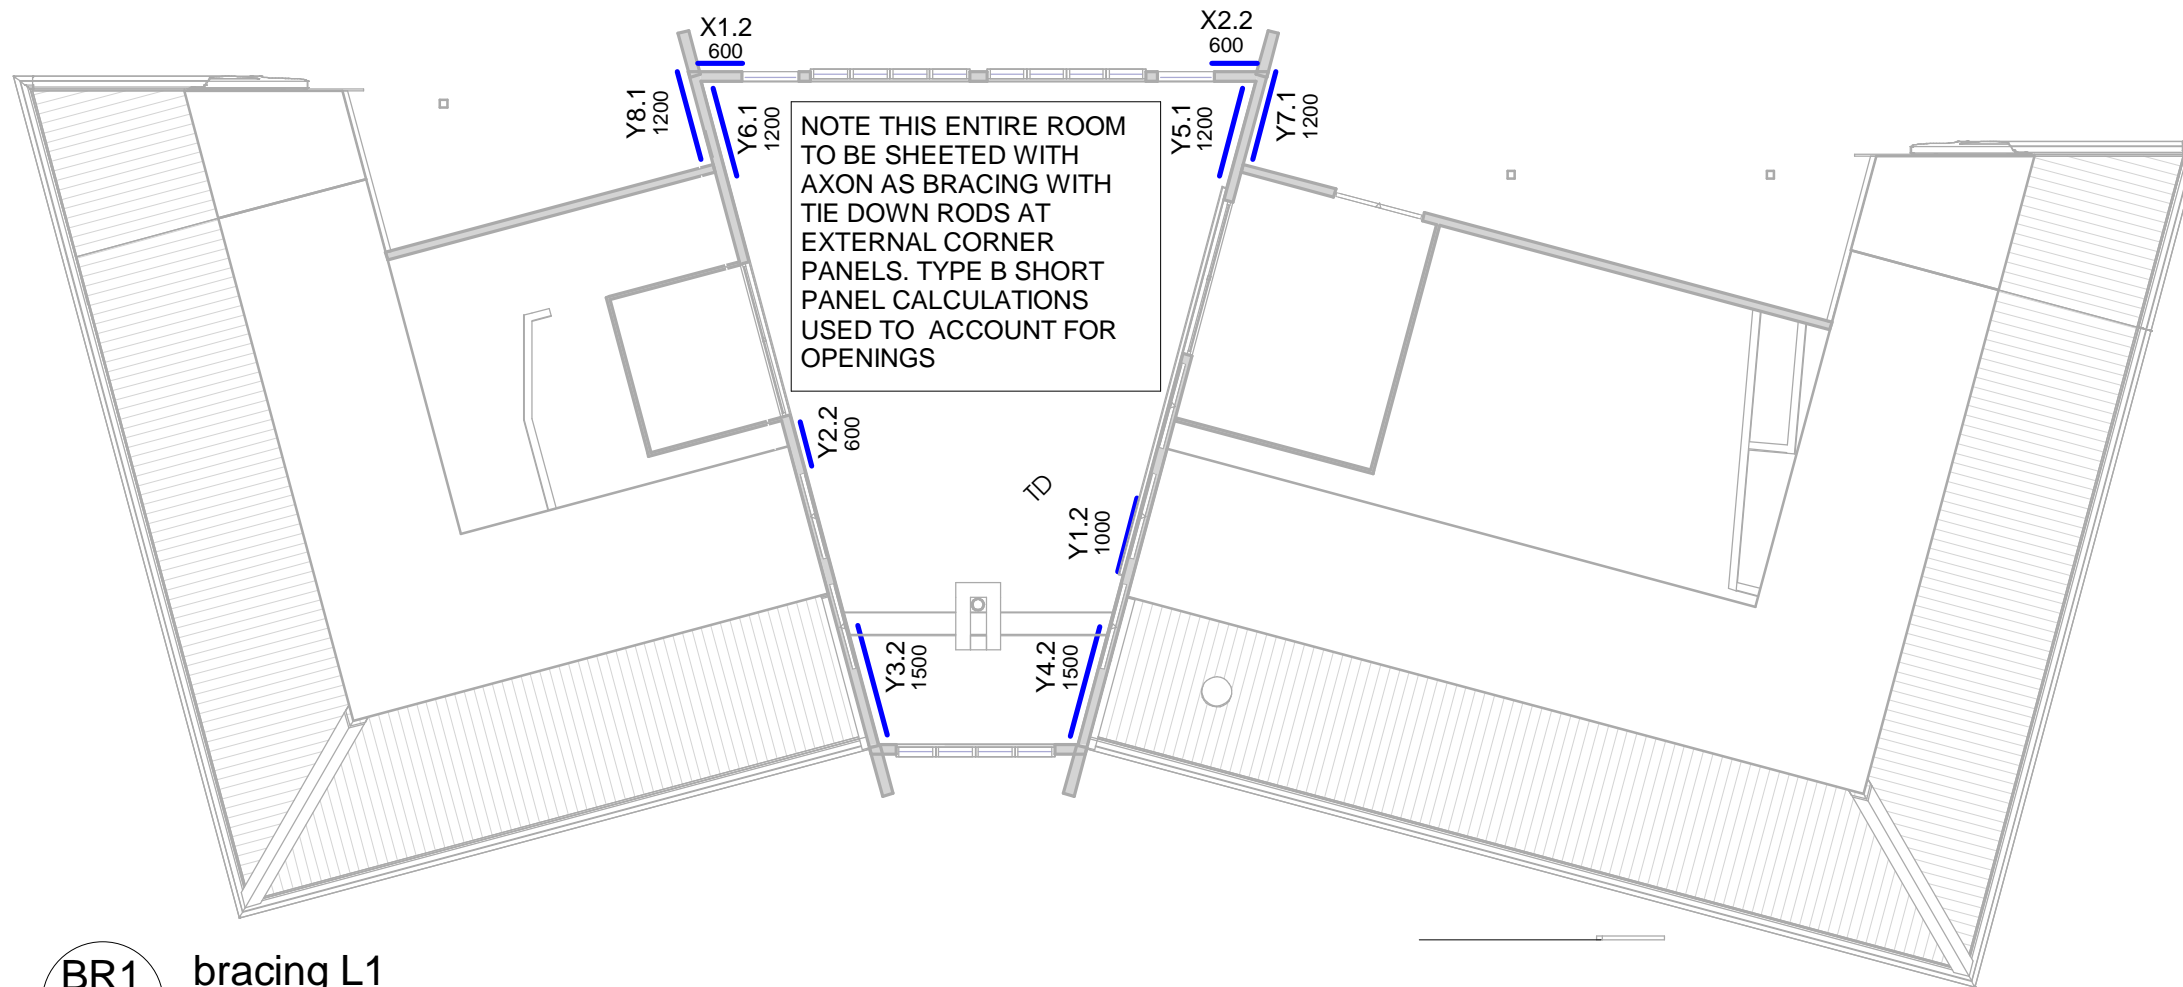 X1.2
600
X2.2
600
Y8.1
1200
Y6.1
1200
Y5.1
1200
Y7.1
1200
NOTE THIS ENTIRE ROOM
TO BE SHEETED WITH
AXON AS BRACING WITH
TIE DOWN RODS AT
EXTERNAL CORNER
PANELS. TYPE B SHORT
PANEL CALCULATIONS
USED TO ACCOUNT FOR
OPENINGS
Y2.2
600
TD
Y1.2
1000
Y3.2
1500
Y4.2
1500
BR1
bracing L1